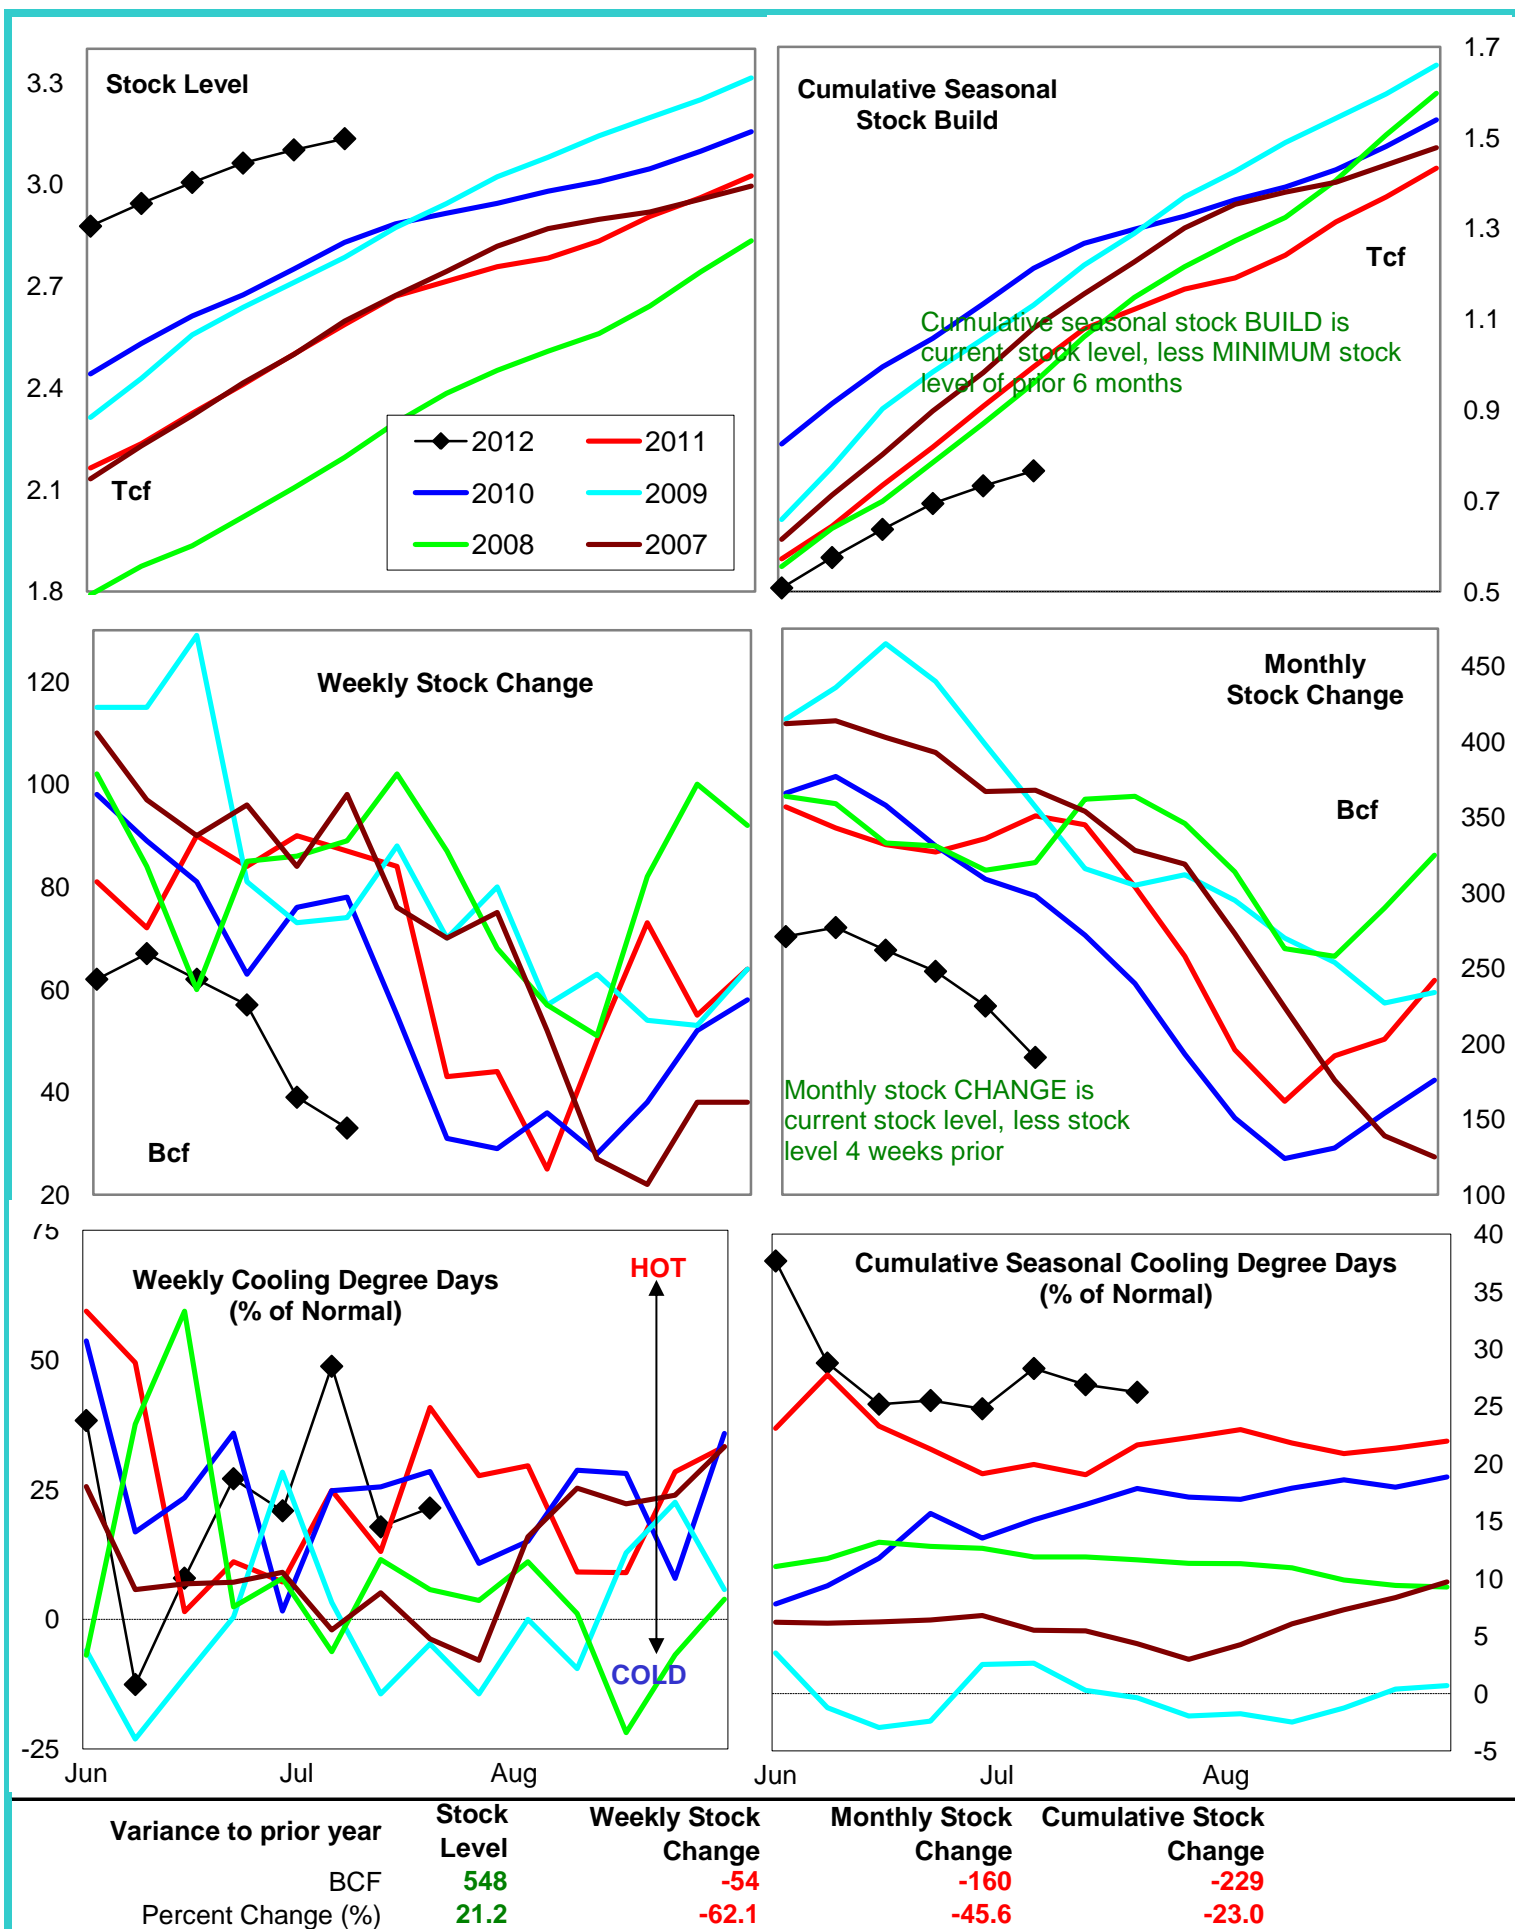 Stock Level
3.3
3.0
2.7
2.4
2.1
1.8
Tcf
2012
2011
2010
2009
2008
2007
Cumulative Seasonal
Stock Build
1.7
1.5
1.3
1.1
0.9
0.7
0.5
Tcf
Cumulative seasonal stock BUILD is
current stock level, less MINIMUM stock
level of prior 6 months
Weekly Stock Change
120
100
80
60
40
20
Bcf
Monthly
Stock Change
450
400
350
300
250
200
150
100
Bcf
Monthly stock CHANGE is
current stock level, less stock
level 4 weeks prior
Weekly Cooling Degree Days
(% of Normal)
75
50
25
0
-25
HOT
COLD
Jun
Jul
Aug
Cumulative Seasonal Cooling Degree Days
(% of Normal)
40
35
30
25
20
15
10
5
0
-5
Jun
Jul
Aug
Variance to prior year
Stock
Level
Weekly Stock
Change
Monthly Stock
Change
Cumulative Stock
Change
BCF 548 -54 -160 -229
Percent Change (%) 21.2 -62.1 -45.6 -23.0